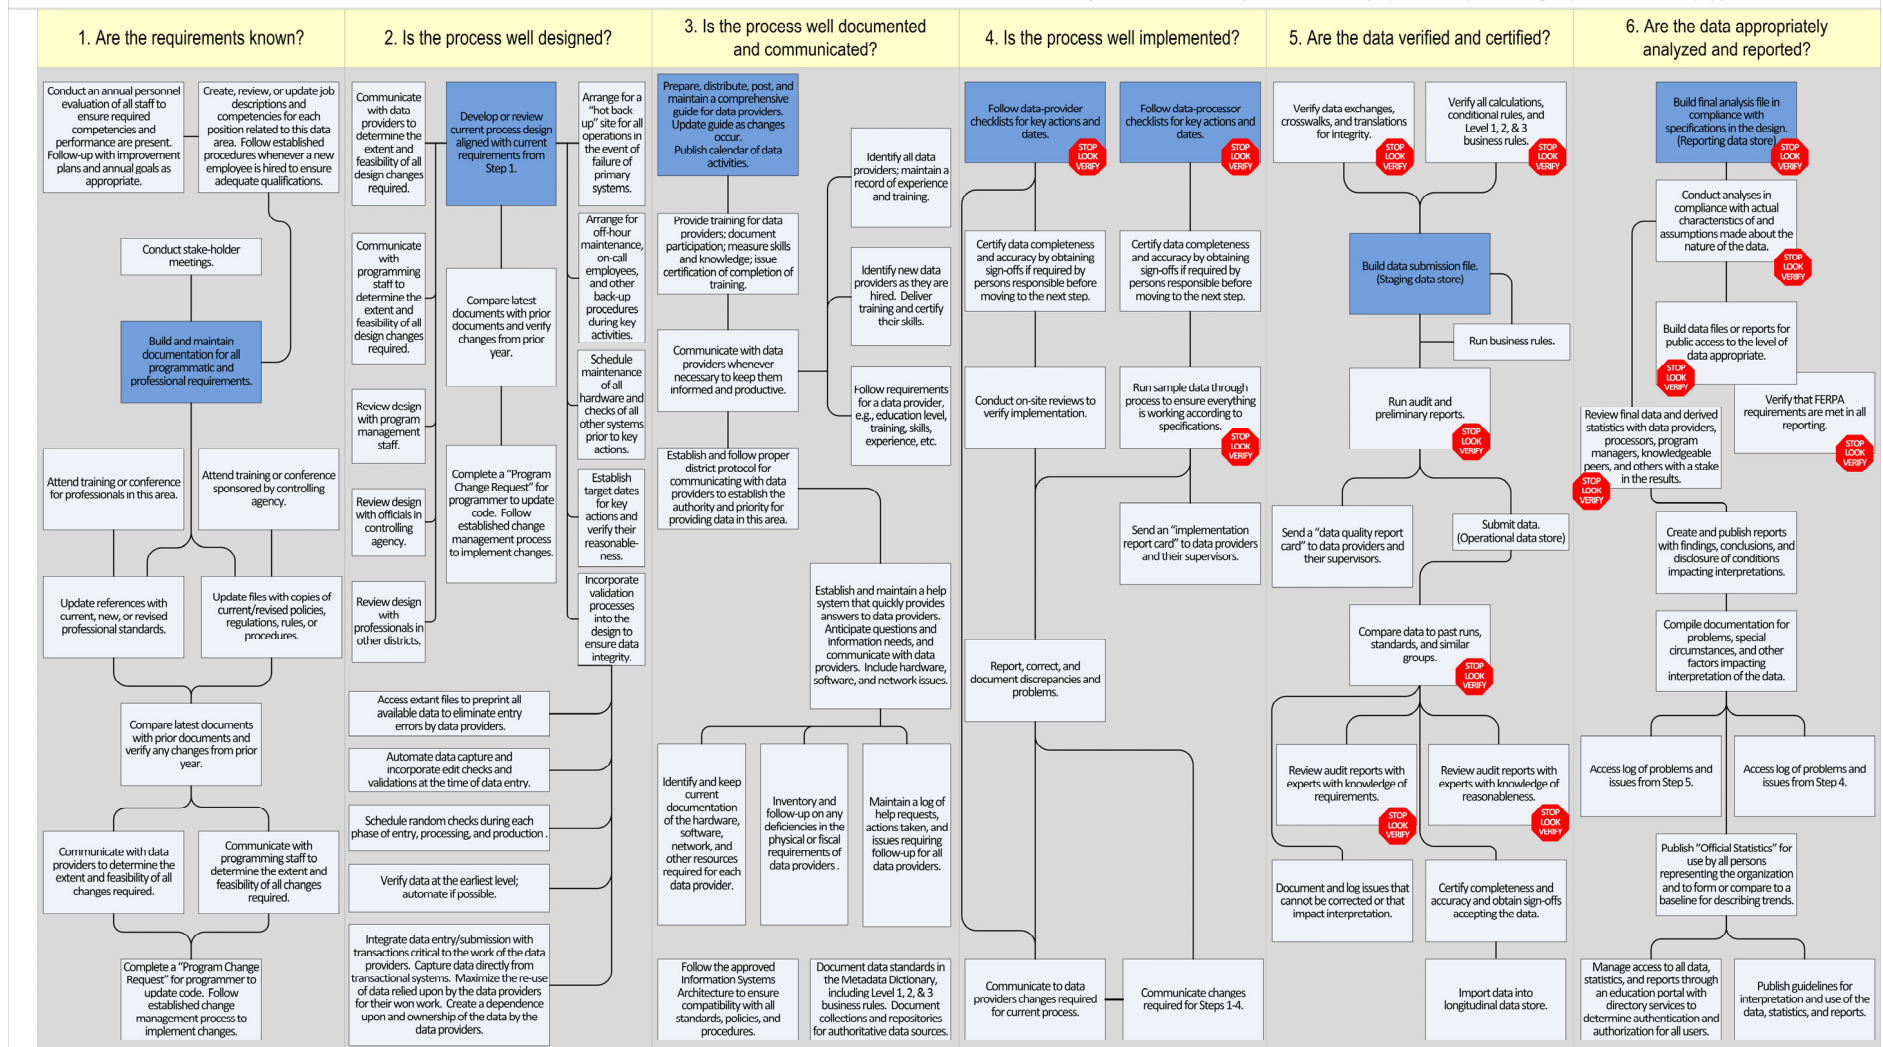 1. Are the requirements known?
Conduct an annual personnel
evaluation of all staff to
ensure required
competencies and
performance are present.
Follow-up with improvement
plans and annual goals as
appropriate.
Create, review, or update job
descriptions and
competencies for each
position related to this data
area. Follow established
procedures whenever a new
employee is hired to ensure
adequate qualifications.
Conduct stake-holder
meetings.
Build and maintain
documentation for all
programmatic and
professional requirements.
Attend training or conference
for professionals in this area.
Attend training or conference
sponsored by controlling
agency.
Update references with
current, new, or revised
professional standards.
Update files with copies of
current/revised policies,
regulations, rules, or
procedures.
Compare latest documents
with prior documents and
verify any changes from prior
year.
Communicate with data
providers to determine the
extent and feasibility of all
changes required.
Communicate with
programming staff to
determine the extent and
feasibility of all changes
required.
Complete a “Program Change
Request” for programmer to
update code. Follow
established change
management process to
implement changes.
2. Is the process well designed?
Communicate
with data
providers to
determine the
extent and
feasibility of all
design changes
required.
Develop or review
current process design
aligned with current
requirements from
Step 1.
Arrange for a
“hot back
up” site for all
operations in
the event of
failure of
primary
systems.
Communicate
with
programming
staff to
determine the
extent and
feasibility of all
design changes
required.
Compare latest
documents with prior
documents and verify
changes from prior
year.
Arrange for
off-hour
maintenance,
on-call
employees,
and other
back-up
procedures
during key
activities.
Review design
with program
management
staff.
Schedule
maintenance
of all
hardware and
checks of all
other systems
prior to key
actions.
Review design
with officials in
controlling
agency.
Complete a “Program
Change Request” for
programmer to update
code. Follow
established change
management process
to implement changes.
Establish
target dates
for key
actions and
verify their
reasonable-
ness.
Review design
with
professionals in
other districts.
Incorporate
validation
processes
into the
design to
ensure data
integrity.
Access extant files to preprint all
available data to eliminate entry
errors by data providers.
Automate data capture and
incorporate edit checks and
validations at the time of data entry.
Schedule random checks during each
phase of entry, processing, and production .
Verify data at the earliest level;
automate if possible.
Integrate data entry/submission with
transactions critical to the work of the data
providers. Capture data directly from
transactional systems. Maximize the re-use
of data relied upon by the data providers
for their won work. Create a dependence
upon and ownership of the data by the
data providers.
3. Is the process well documented
and communicated?
Prepare, distribute, post, and
maintain a comprehensive
guide for data providers.
Update guide as changes
occur.
Publish calendar of data
activities.
Provide training for data
providers; document
participation; measure skills
and knowledge; issue
certification of completion of
training.
Communicate with data
providers whenever
necessary to keep them
informed and productive.
Establish and follow proper
district protocol for
communicating with data
providers to establish the
authority and priority for
providing data in this area.
Identify all data
providers; maintain a
record of experience
and training.
Identify new data
providers as they are
hired. Deliver
training and certify
their skills.
Follow requirements
for a data provider,
e.g., education level,
training, skills,
experience, etc.
Establish and maintain a help
system that quickly provides
answers to data providers.
Anticipate questions and
information needs, and
communicate with data
providers. Include hardware,
software, and network issues.
Identify and keep
current
documentation
of the hardware,
software,
network, and
other resources
required for each
data provider.
Inventory and
follow-up on any
deficiencies in the
physical or fiscal
requirements of
data providers .
Maintain a log of
help requests,
actions taken, and
issues requiring
follow-up for all
data providers.
Follow the approved
Information Systems
Architecture to ensure
compatibility with all
standards, policies, and
procedures.
Document data standards in
the Metadata Dictionary,
including Level 1, 2, & 3
business rules. Document
collections and repositories
for authoritative data sources.
4. Is the process well implemented?
Follow data-provider
checklists for key actions and
dates.
STOP
LOOK
VERIFY
Follow data-processor
checklists for key actions and
dates.
STOP
LOOK
VERIFY
Certify data completeness
and accuracy by obtaining
sign-offs if required by
persons responsible before
moving to the next step.
Certify data completeness
and accuracy by obtaining
sign-offs if required by
persons responsible before
moving to the next step.
Conduct on-site reviews to
verify implementation.
Run sample data through
process to ensure everything
is working according to
specifications.
STOP
LOOK
VERIFY
Send an “implementation
report card” to data providers
and their supervisors.
Report, correct, and
document discrepancies and
problems.
Communicate to data
providers changes required
for current process.
Communicate changes
required for Steps 1-4.
5. Are the data verified and certified?
Verify data exchanges,
crosswalks, and translations
for integrity.
STOP
LOOK
VERIFY
Verify all calculations,
conditional rules, and
Level 1, 2, & 3
business rules.
STOP
LOOK
VERIFY
Build data submission file.
(Staging data store)
Run business rules.
Run audit and
preliminary reports.
STOP
LOOK
VERIFY
Send a “data quality report
card” to data providers and
their supervisors.
Submit data.
(Operational data store)
Compare data to past runs,
standards, and similar
groups.
STOP
LOOK
VERIFY
Review audit reports with
experts with knowledge of
requirements.
STOP
LOOK
VERIFY
Review audit reports with
experts with knowledge of
reasonableness.
STOP
LOOK
VERIFY
Document and log issues that
cannot be corrected or that
impact interpretation.
Certify completeness and
accuracy and obtain sign-offs
accepting the data.
Import data into
longitudinal data store.
6. Are the data appropriately
analyzed and reported?
Build final analysis file in
compliance with
specifications in the design.
(Reporting data store)
STOP
LOOK
VERIFY
Conduct analyses in
compliance with actual
characteristics of and
assumptions made about the
nature of the data.
STOP
LOOK
VERIFY
Build data files or reports for
public access to the level of
data appropriate.
STOP
LOOK
VERIFY
Verify that FERPA
requirements are met in all
reporting.
STOP
LOOK
VERIFY
Review final data and derived
statistics with data providers,
processors, program
managers, knowledgeable
peers, and others with a stake
in the results.
STOP
LOOK
VERIFY
Create and publish reports
with findings, conclusions, and
disclosure of conditions
impacting interpretations.
Compile documentation for
problems, special
circumstances, and other
factors impacting
interpretation of the data.
Access log of problems and
issues from Step 5.
Access log of problems and
issues from Step 4.
Publish ”Official Statistics” for
use by all persons
representing the organization
and to form or compare to a
baseline for describing trends.
Manage access to all data,
statistics, and reports through
an education portal with
directory services to
determine authentication and
authorization for all users.
Publish guidelines for
interpretation and use of the
data, statistics, and reports.